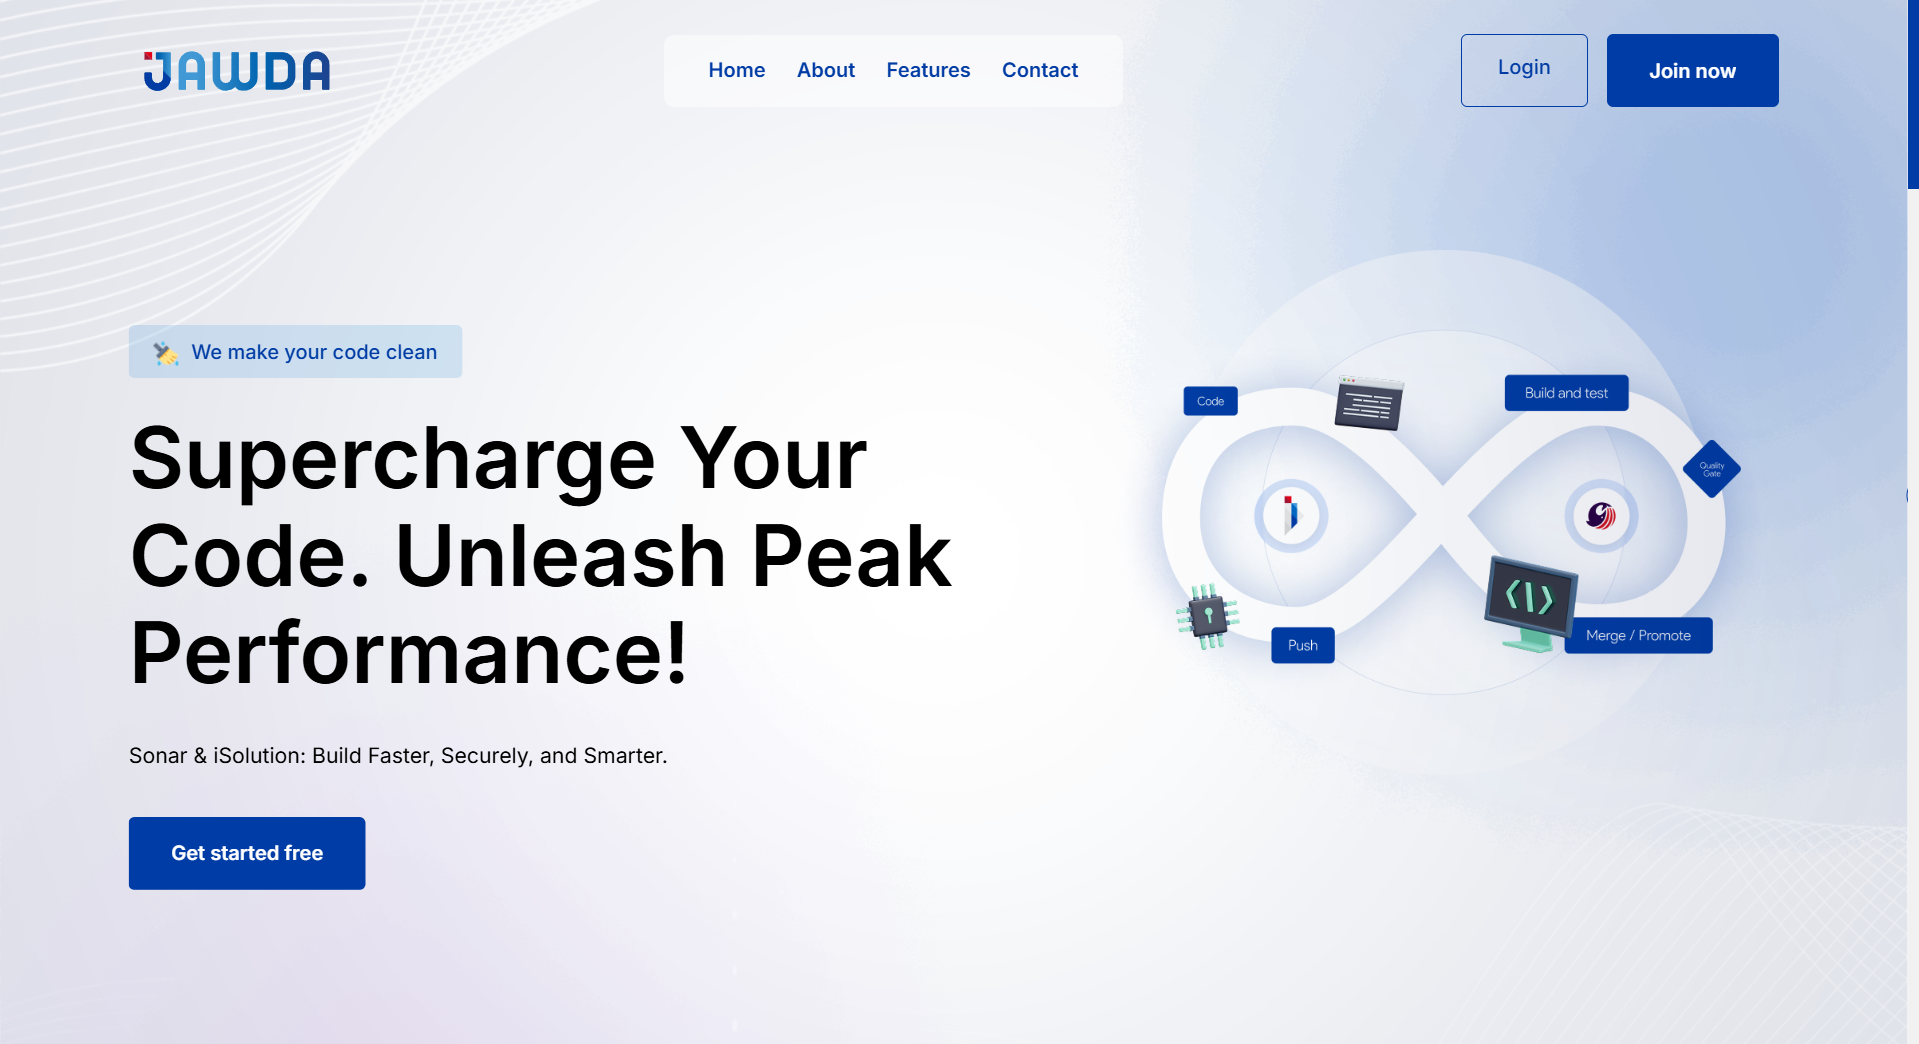 JAWDA
Home
About
Features
Contact
Login
Join now
We make your code clean
Supercharge Your
Code. Unleash Peak
Performance!
Sonar & iSolution: Build Faster, Securely, and Smarter.
Get started free
Code
Build and test
Quality
Gate
Push
Merge / Promote